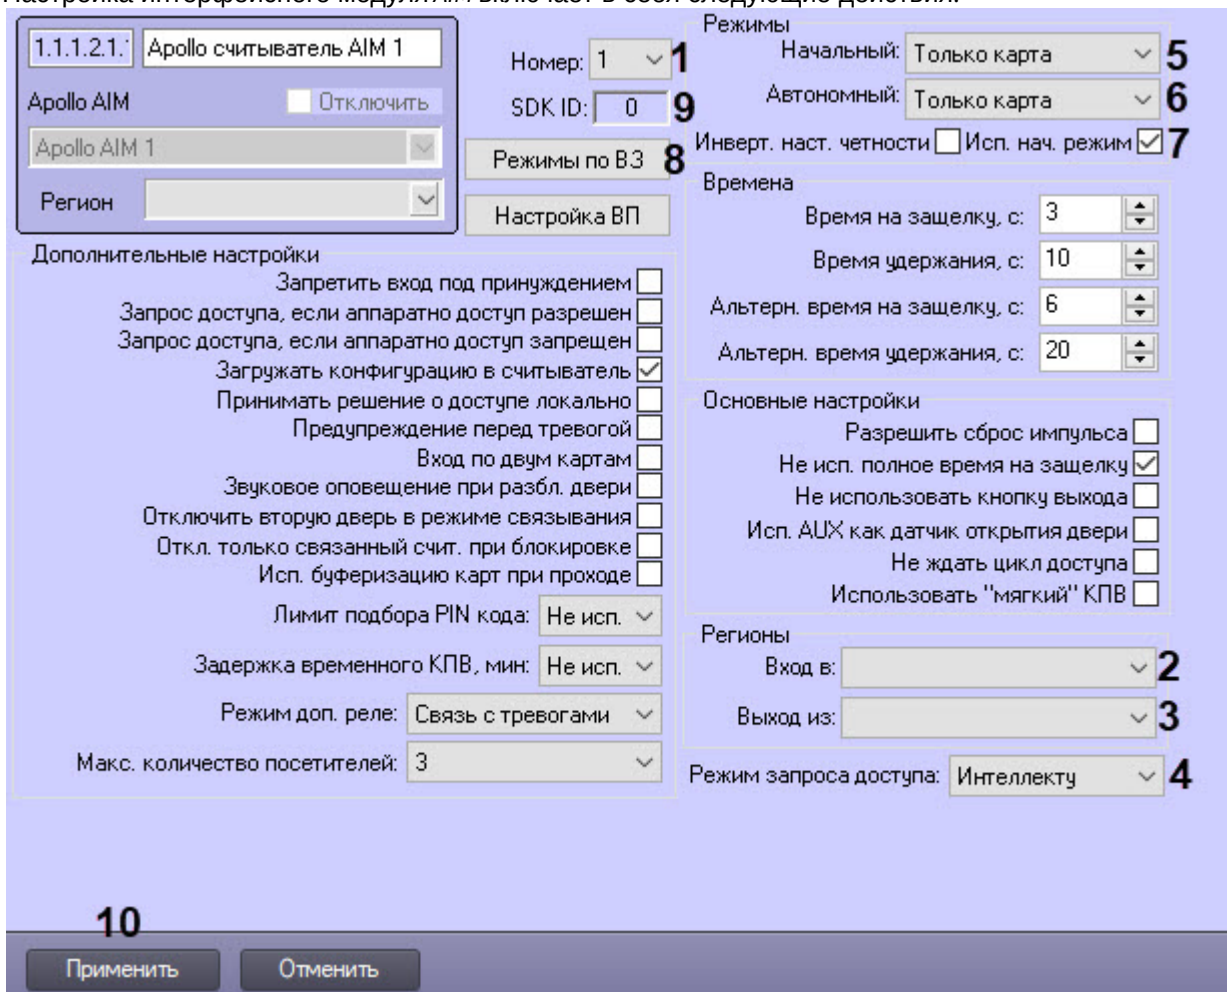 Настройка интерфейсного модуля AIM включает в себя следующие действия:
1.1.1.2.1. Apollo считыватель AIM 1
Apollo AIM Отключить
Apollo AIM 1
Регион
Номер: 1 1
SDK ID: 0 9
Режимы по ВЗ 8
Настройка ВП
Режимы
Начальный: Только карта 5
Автономный: Только карта 6
Инверт. наст. четности Исп. нач. режим 7
Времена
Время на защелку, с: 3
Время удержания, с: 10
Альтерн. время на защелку, с: 6
Альтерн. время удержания, с: 20
Дополнительные настройки
Запретить вход под принуждением
Запрос доступа, если аппаратно доступ разрешен
Запрос доступа, если аппаратно доступ запрещен
Загружать конфигурацию в считыватель
Принимать решение о доступе локально
Предупреждение перед тревогой
Вход по двум картам
Звуковое оповещение при разбл. двери
Отключить вторую дверь в режиме связывания
Откл. только связанный счит. при блокировке
Исп. буферизацию карт при проходе
Лимит подбора PIN кода: Не исп.
Задержка временного КПВ, мин: Не исп.
Режим доп. реле: Связь с тревогами
Макс. количество посетителей: 3
Основные настройки
Разрешить сброс импульса
Не исп. полное время на защелку
Не использовать кнопку выхода
Исп. AUX как датчик открытия двери
Не ждать цикл доступа
Использовать "мягкий" КПВ
Регионы
Вход в: 2
Выход из: 3
Режим запроса доступа: Интеллекту 4
10
Применить Отменить